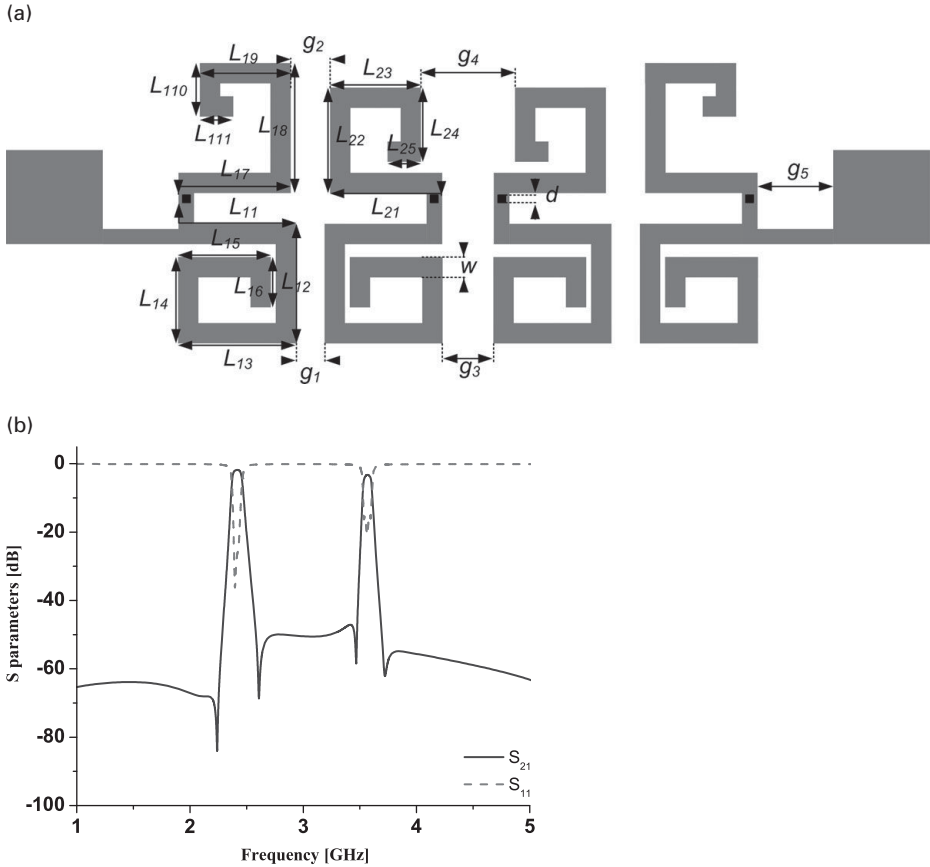 (a)
g2
L19
L23
g4
L110
L111
L18
L22
L25
L24
L17
g5
L11
L21
d
L15
L14
L16
L12
w
L13
g1
g3
(b)
0
-20
-40
-60
-80
-100
S parameters [dB]
S21
S11
1 2 3 4 5
Frequency [GHz]